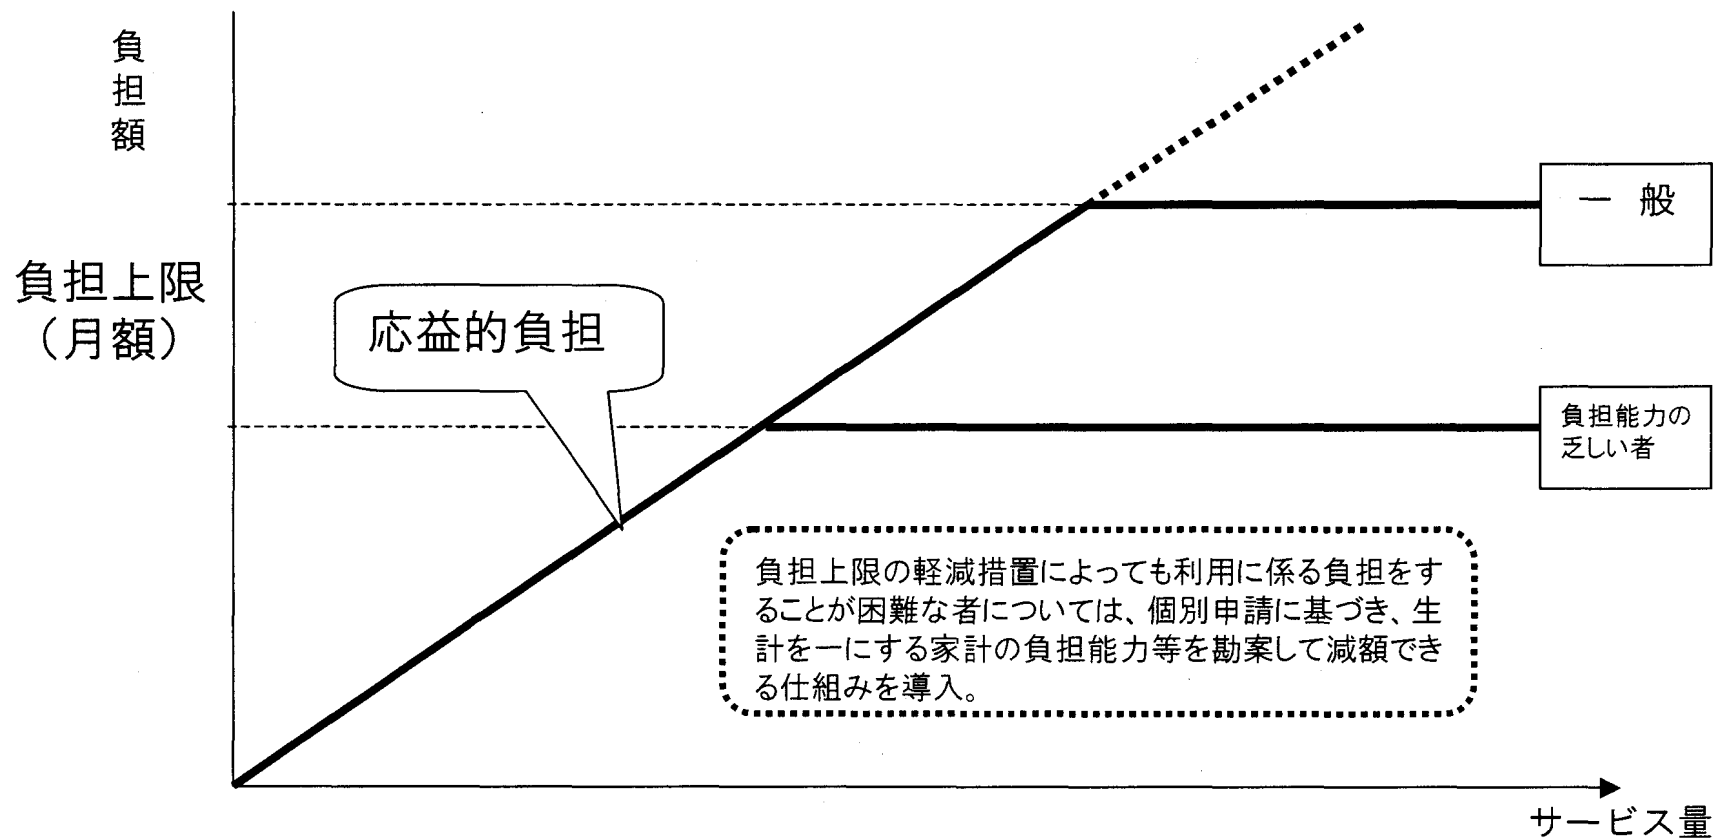 負担額
一 般
負担上限
（月額）
応益的負担
負担能力の
乏しい者
負担上限の軽減措置によっても利用に係る負担をす
ることが困難な者については、個別申請に基づき、生
計を一にする家計の負担能力等を勘案して減額でき
る仕組みを導入。
サービス量